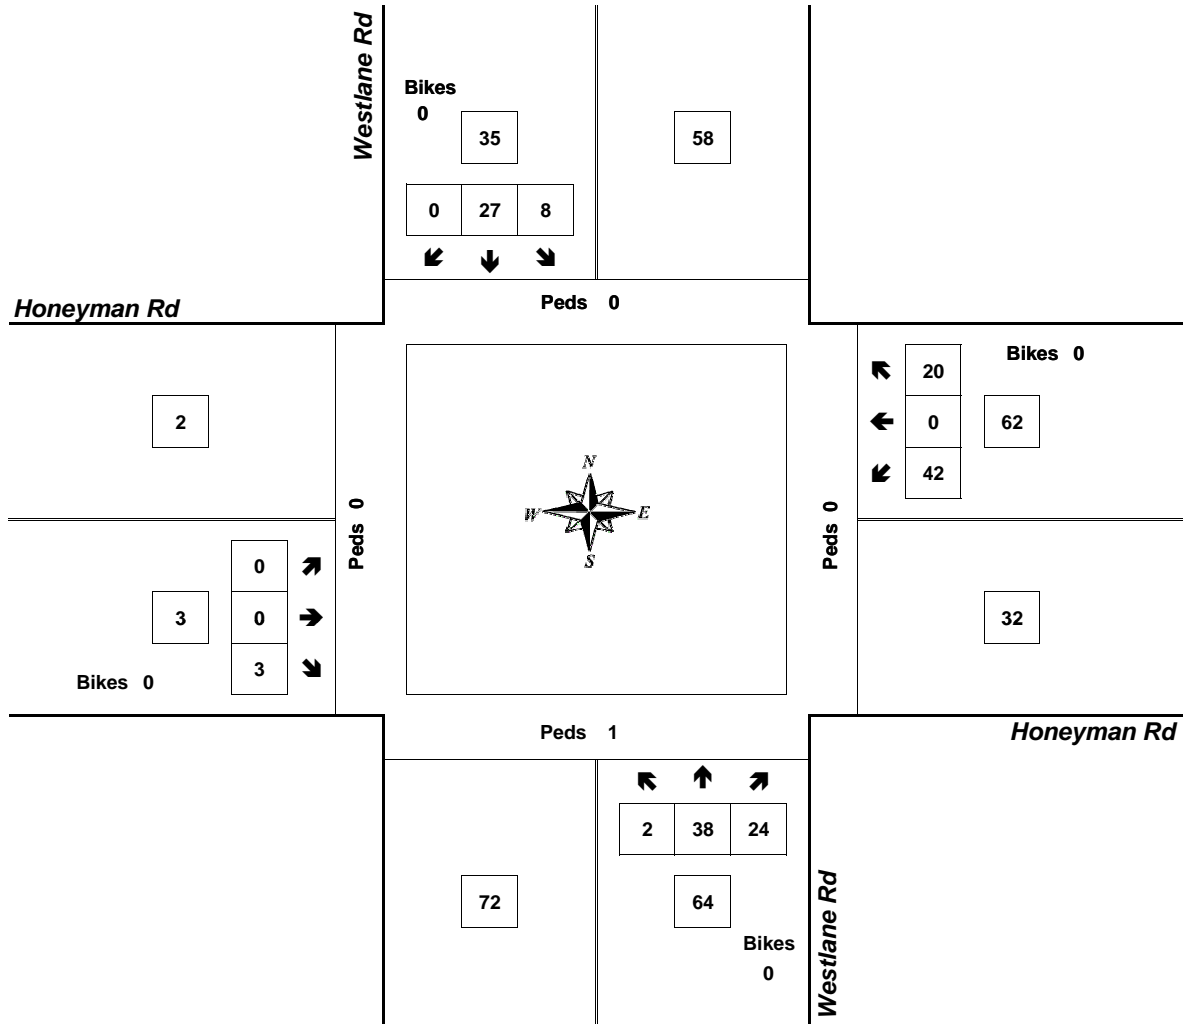 Westlane Rd
Bikes
0
35
58
0 27 8
Peds 0
Honeyman Rd
Bikes 0
20
0
42
62
2
N
W E
S
Peds 0
Peds 0
0
0
3
3
Bikes 0
32
Peds 1
Honeyman Rd
2 38 24
72
64
Bikes
0
Westlane Rd